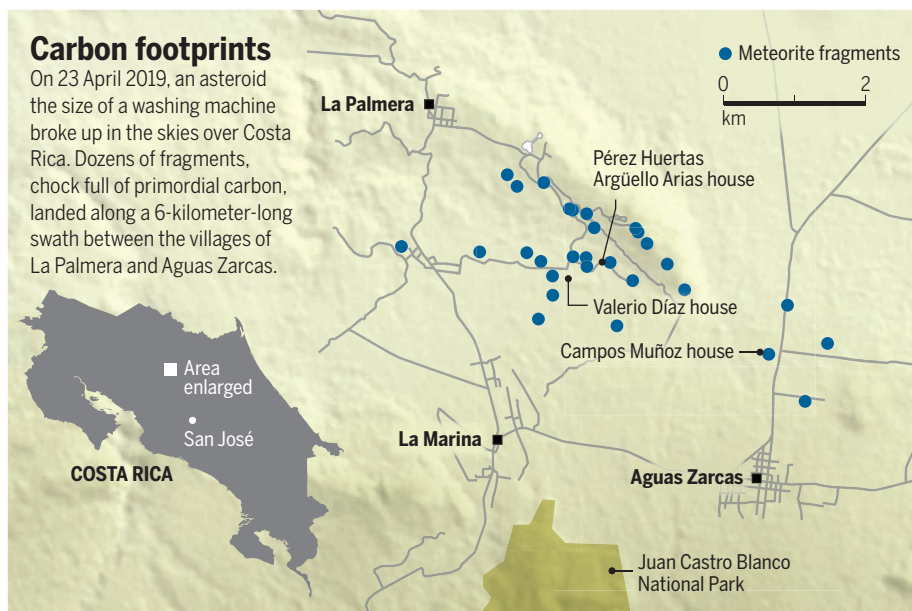 Carbon footprints
On 23 April 2019, an asteroid
the size of a washing machine
broke up in the skies over Costa
Rica. Dozens of fragments,
chock full of primordial carbon,
landed along a 6-kilometer-long
swath between the villages of
La Palmera and Aguas Zarcas.
Meteorite fragments
0 2
km
La Palmera
Pérez Huertas
Argüello Arias house
Valerio Díaz house
Campos Muñoz house
Area
enlarged
San José
COSTA RICA
La Marina
Aguas Zarcas
Juan Castro Blanco
National Park